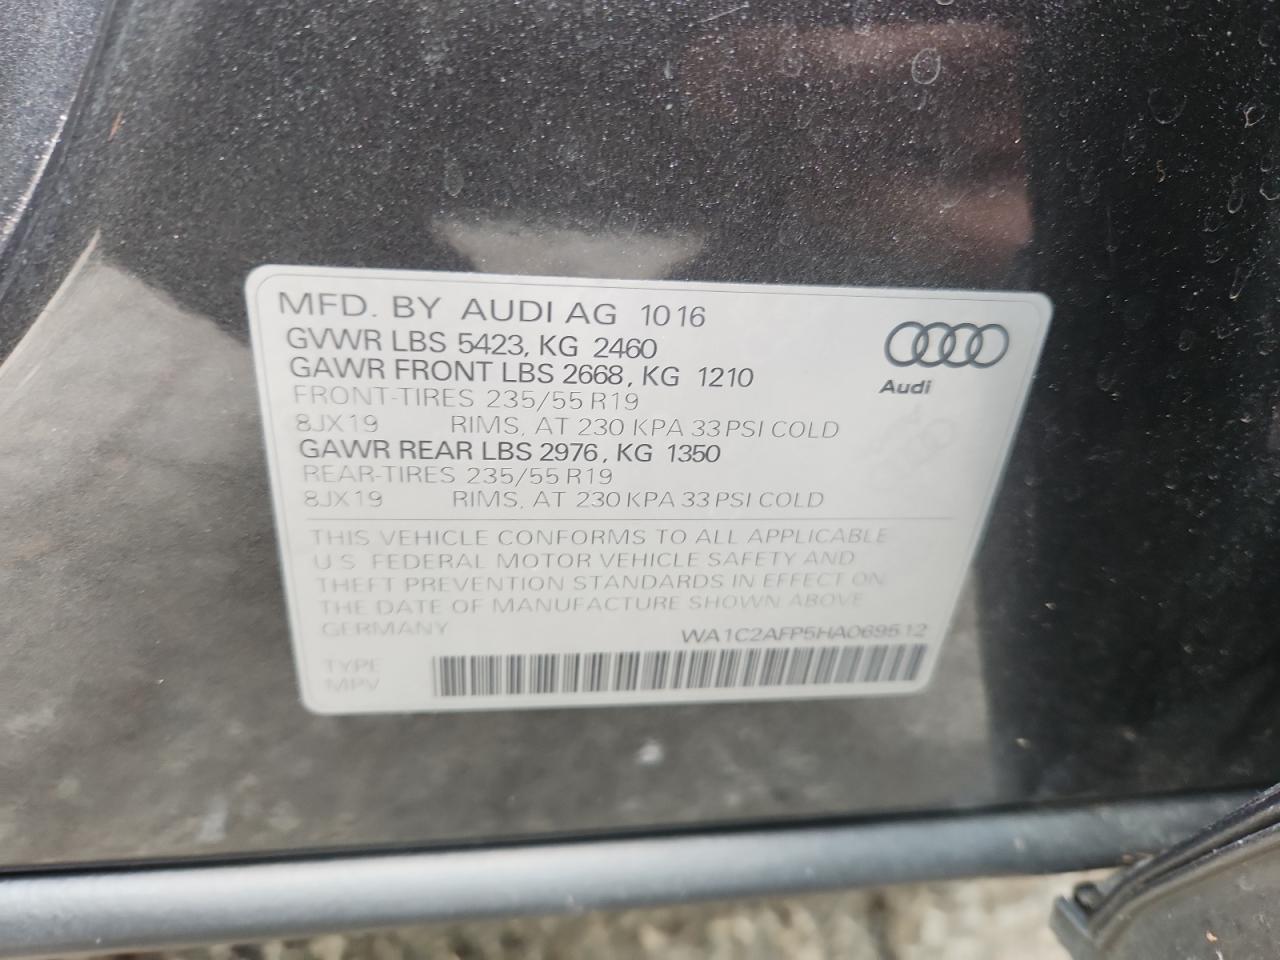 MFD. BY AUDI AG 10 16
GVWR LBS 5423, KG 2460
GAWR FRONT LBS 2668, KG 1210
FRONT-TIRES 235/55 R19
8JX19 RIMS, AT 230 KPA 33 PSI COLD
GAWR REAR LBS 2976, KG 1350
REAR-TIRES 235/55 R19
8JX19 RIMS, AT 230 KPA 33 PSI COLD
Audi
THIS VEHICLE CONFORMS TO ALL APPLICABLE
U.S. FEDERAL MOTOR VEHICLE SAFETY AND
THEFT PREVENTION STANDARDS IN EFFECT ON
THE DATE OF MANUFACTURE SHOWN ABOVE
GERMANY WA1C2AFP5HA069512
TYPE
MPV